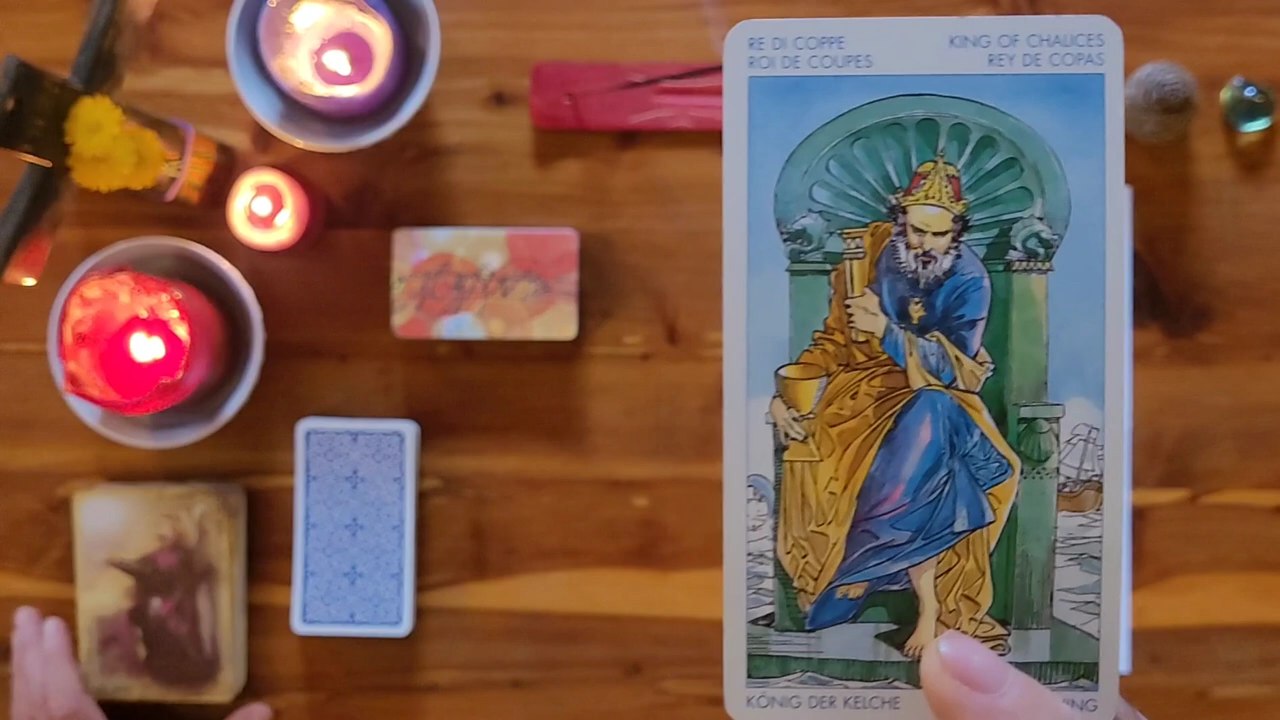 RE DI COPPE
ROI DE COUPES
KING OF CHALICES
REY DE COPAS
KÖNIG DER KELCHE